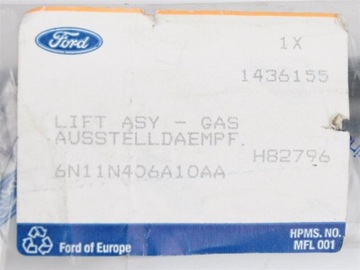 Ford
1X
1436155
LIFT ASY - GAS
AUSSTELLDAEMPF.
H82796
6N11N406A10AA
Ford of Europe
HPMS. NO.
MFL 001